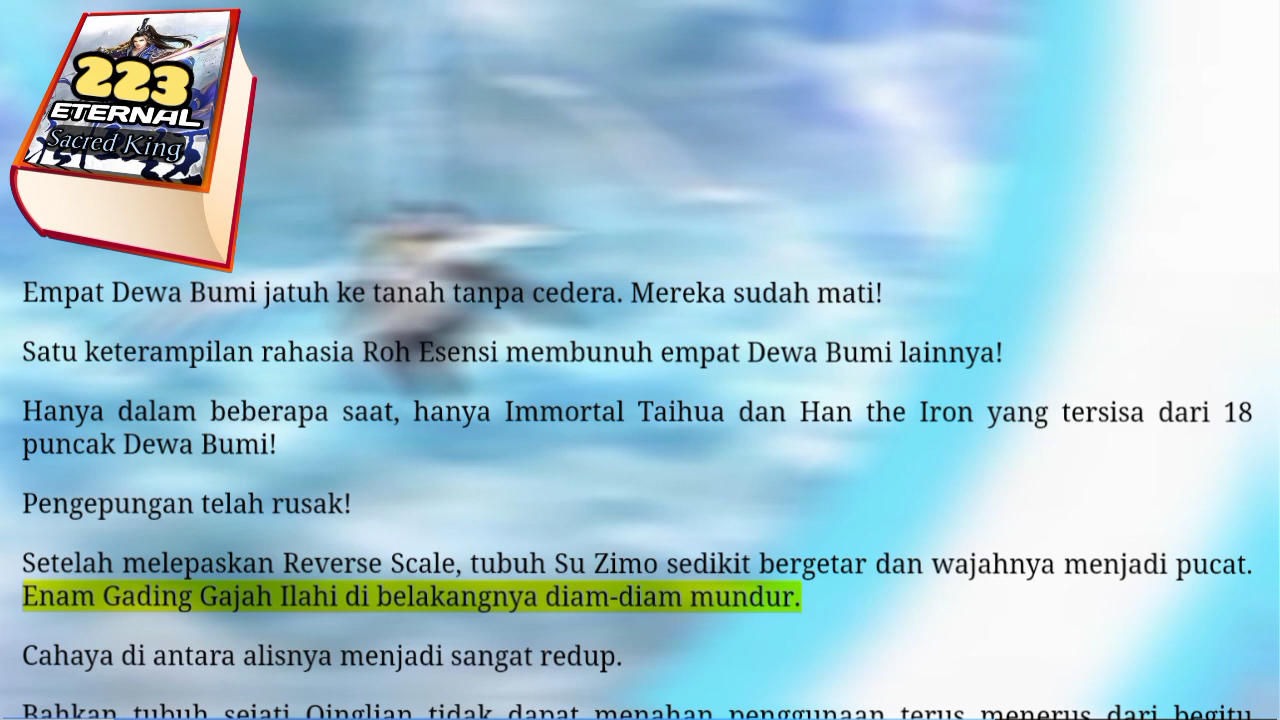 223
ETERNAL
Sacred King
Empat Dewa Bumi jatuh ke tanah tanpa cedera. Mereka sudah mati!
Satu keterampilan rahasia Roh Esensi membunuh empat Dewa Bumi lainnya!
Hanya dalam beberapa saat, hanya Immortal Taihua dan Han the Iron yang tersisa dari 18
puncak Dewa Bumi!
Pengepungan telah rusak!
Setelah melepaskan Reverse Scale, tubuh Su Zimo sedikit bergetar dan wajahnya menjadi pucat.
Enam Gading Gajah Ilahi di belakangnya diam-diam mundur.
Cahaya di antara alisnya menjadi sangat redup.
Bahkan tubuh sejati Qinglian tidak dapat menahan penggunaan terus menerus dari begitu